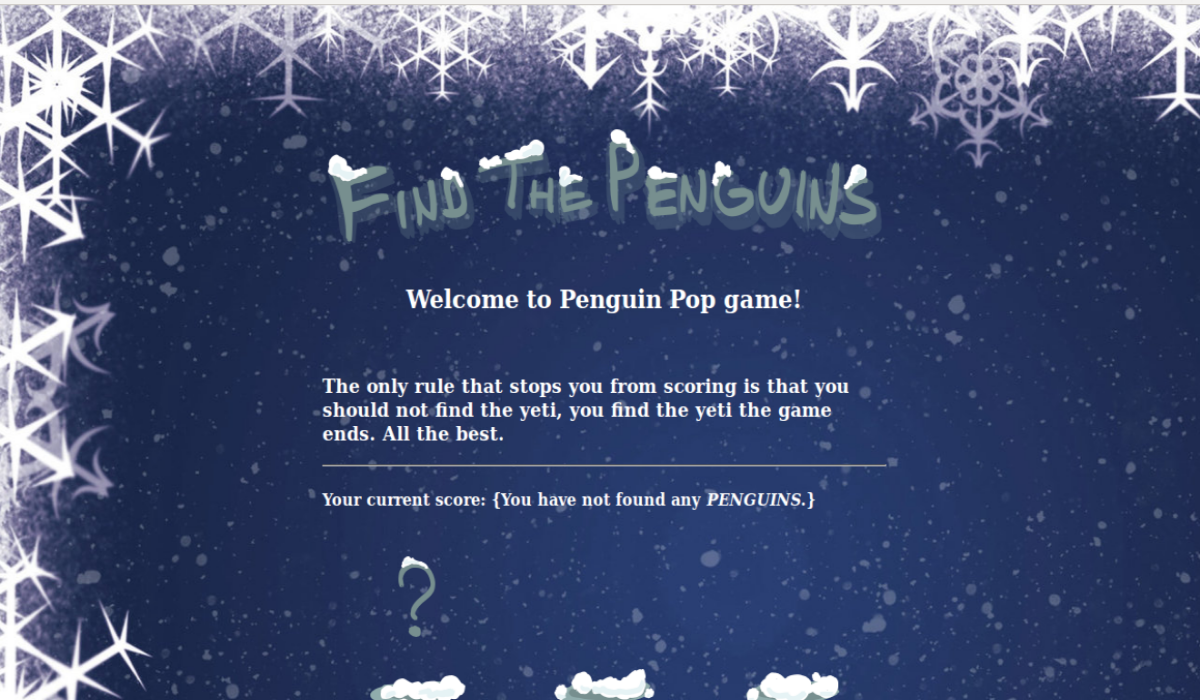 FIND THE PENGUINS
Welcome to Penguin Pop game!
The only rule that stops you from scoring is that you
should not find the yeti, you find the yeti the game
ends. All the best.
Your current score: {You have not found any PENGUINS.}
?